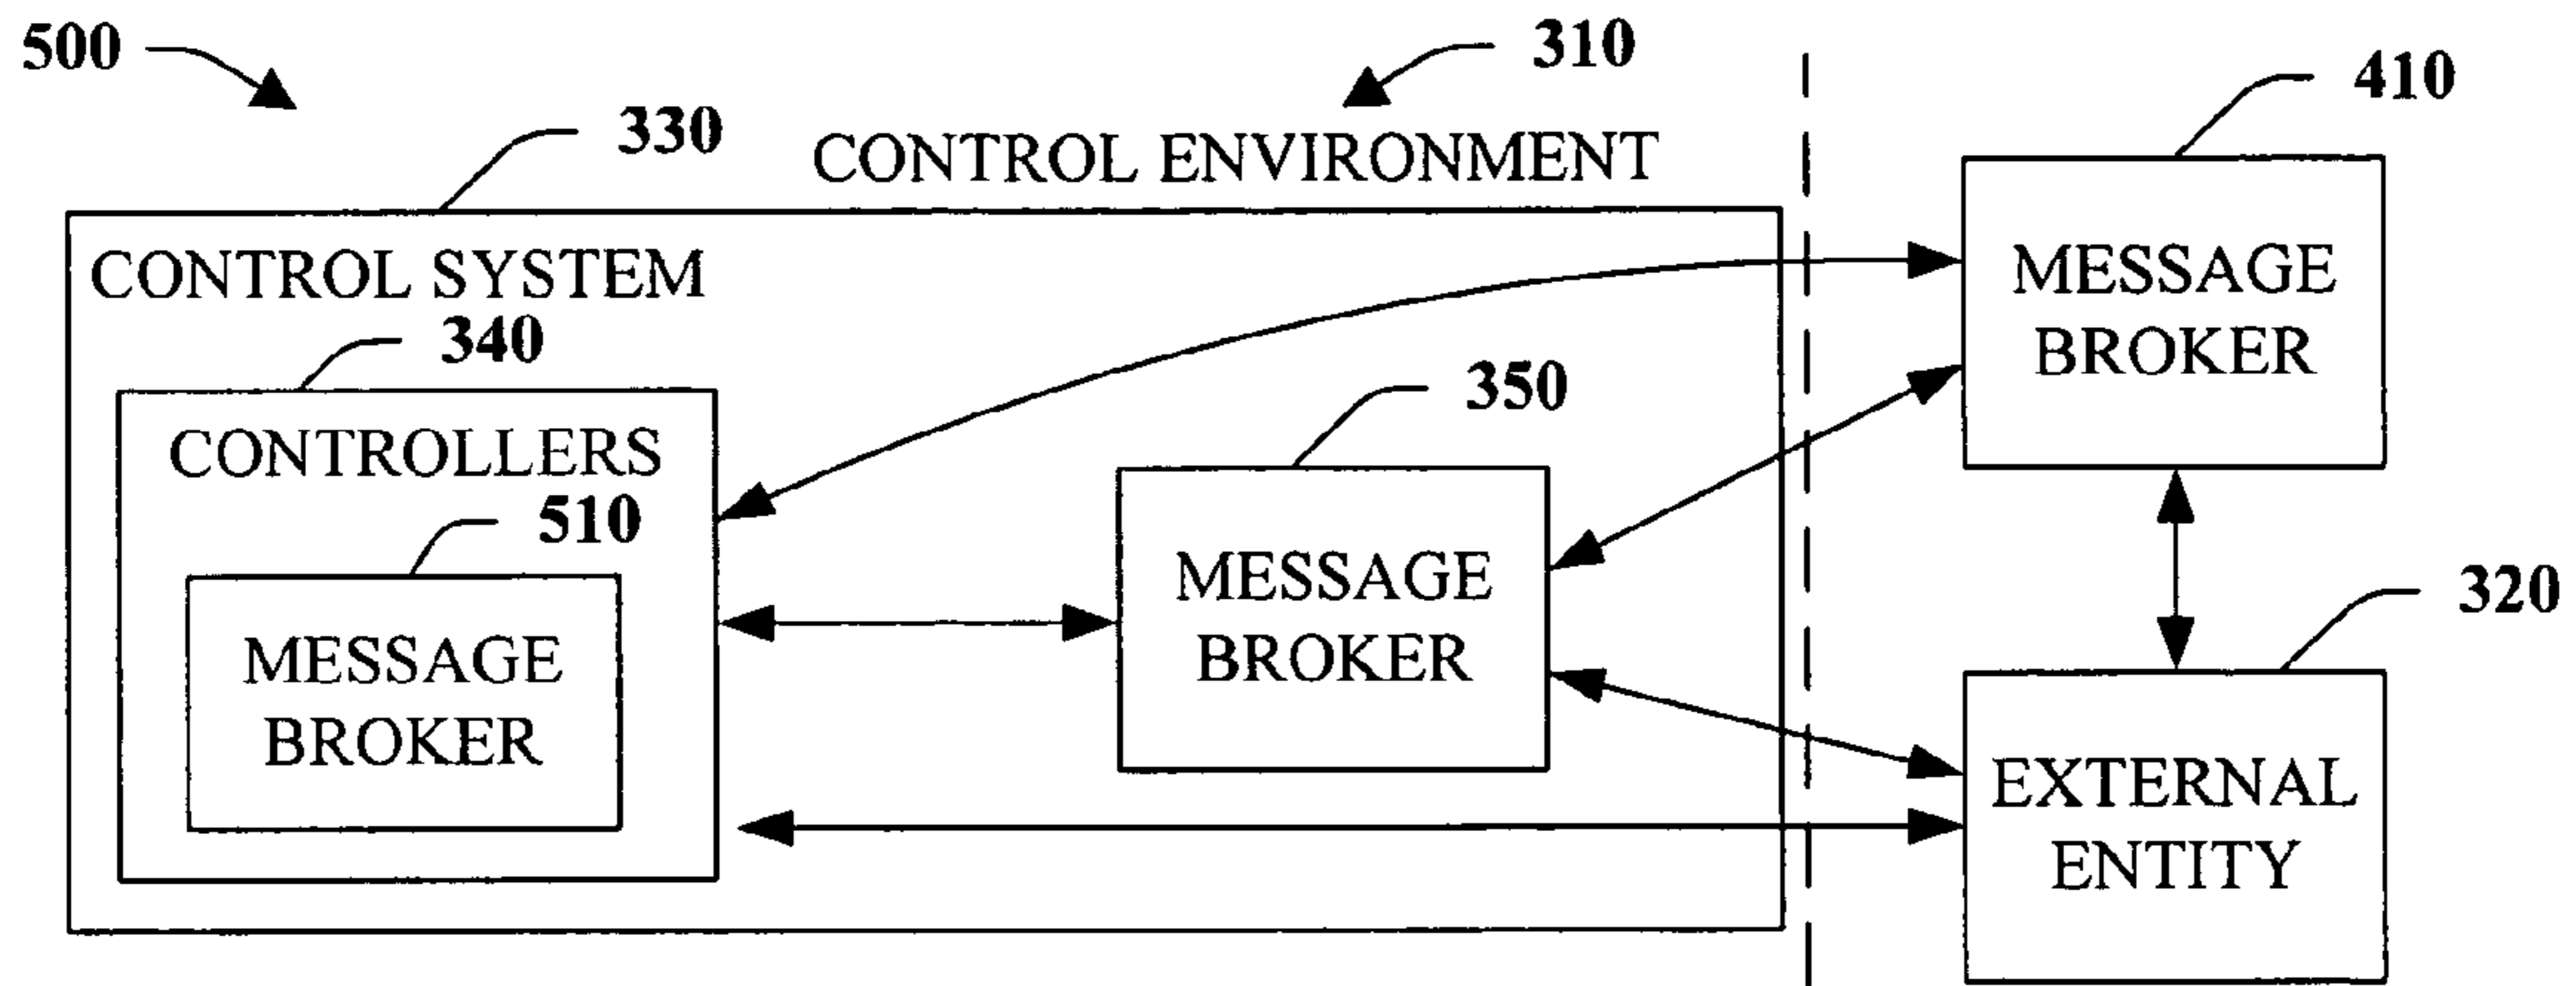 500
310
410
330
CONTROL ENVIRONMENT
CONTROL SYSTEM
340
CONTROLLERS
510
MESSAGE
BROKER
350
MESSAGE
BROKER
MESSAGE
BROKER
320
EXTERNAL
ENTITY